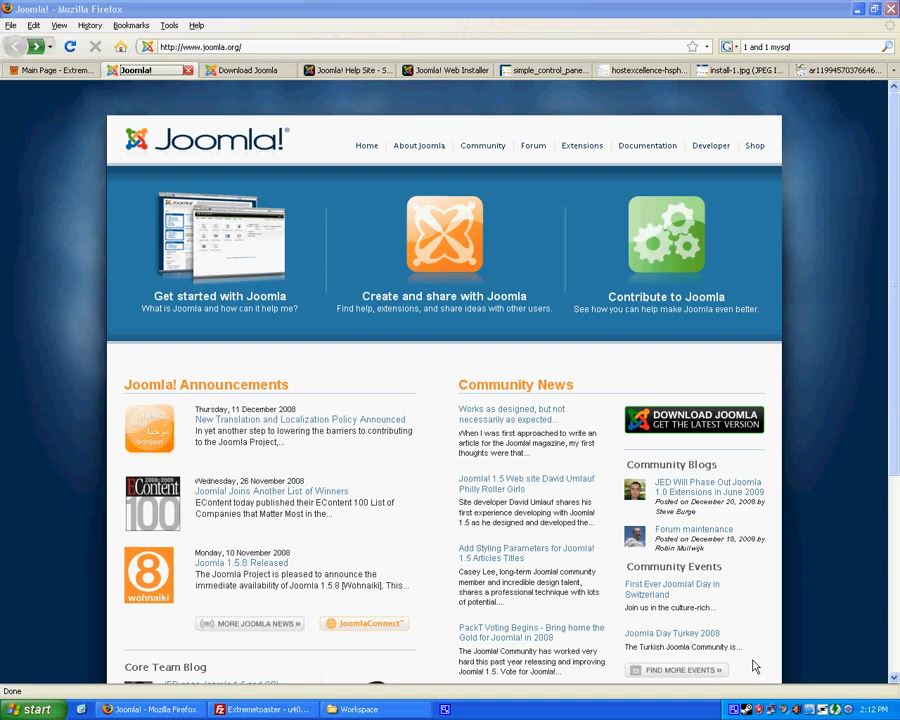 Joomla! - Mozilla Firefox
File Edit View History Bookmarks Tools Help
http://www.joomla.org/
1 and 1 mysql
Main Page - Extrem...
Joomla!
Download Joomla
Joomla! Help Site - S...
Joomla! Web Installer
simple_control_pane...
hostexcellence-hsph...
install-1.jpg (JPEG I...
ar11994570376646...
Joomla!®
Home
About Joomla
Community
Forum
Extensions
Documentation
Developer
Shop
Get started with Joomla
What is Joomla and how can it help me?
Create and share with Joomla
Find help, extensions, and share ideas with other users.
Contribute to Joomla
See how you can help make Joomla even better.
Joomla! Announcements
Thursday, 11 December 2008
New Translation and Localization Policy Announced
In yet another step to lowering the barriers to contributing
to the Joomla Project,...
EContent
100
Wednesday, 26 November 2008
Joomla! Joins Another List of Winners
EContent today published their EContent 100 List of
Companies that Matter Most in the...
8
wohnaiki
Monday, 10 November 2008
Joomla 1.5.8 Released
The Joomla Project is pleased to announce the
immediate availability of Joomla 1.5.8 [Wohnaiki]. This...
MORE JOOMLA NEWS »
JoomlaConnect™
Core Team Blog
Community News
Works as designed, but not
necessarily as expected...
When I was first approached to write an
article for the Joomla! magazine, my first
thoughts were that...
Joomla! 1.5 Web site David Umlauf
Philly Roller Girls
Site developer David Umlauf shares his
first experience developing with Joomla!
1.5 as he designed and developed the...
Add Styling Parameters for Joomla!
1.5 Articles Titles
Casey Lee, long-term Joomla! community
member and incredible design talent,
shares a professional technique with lots
of potential....
PackT Voting Begins - Bring home the
Gold for Joomla! in 2008
The Joomla! Community has worked very
hard this past year releasing and improving
Joomla! 1.5. Vote for Joomla!...
DOWNLOAD JOOMLA
GET THE LATEST VERSION
Community Blogs
JED Will Phase Out Joomla
1.0 Extensions in June 2009
Posted on December 20, 2008 by
Steve Burge
Forum maintenance
Posted on December 18, 2008 by
Robin Muilwijk
Community Events
First Ever Joomla! Day in
Switzerland
Join us in the culture-rich...
Joomla Day Turkey 2008
The Turkish Joomla Community is...
FIND MORE EVENTS »
Done
start
Joomla! - Mozilla Firefox
Extremetoaster - u40...
Workspace
2:12 PM